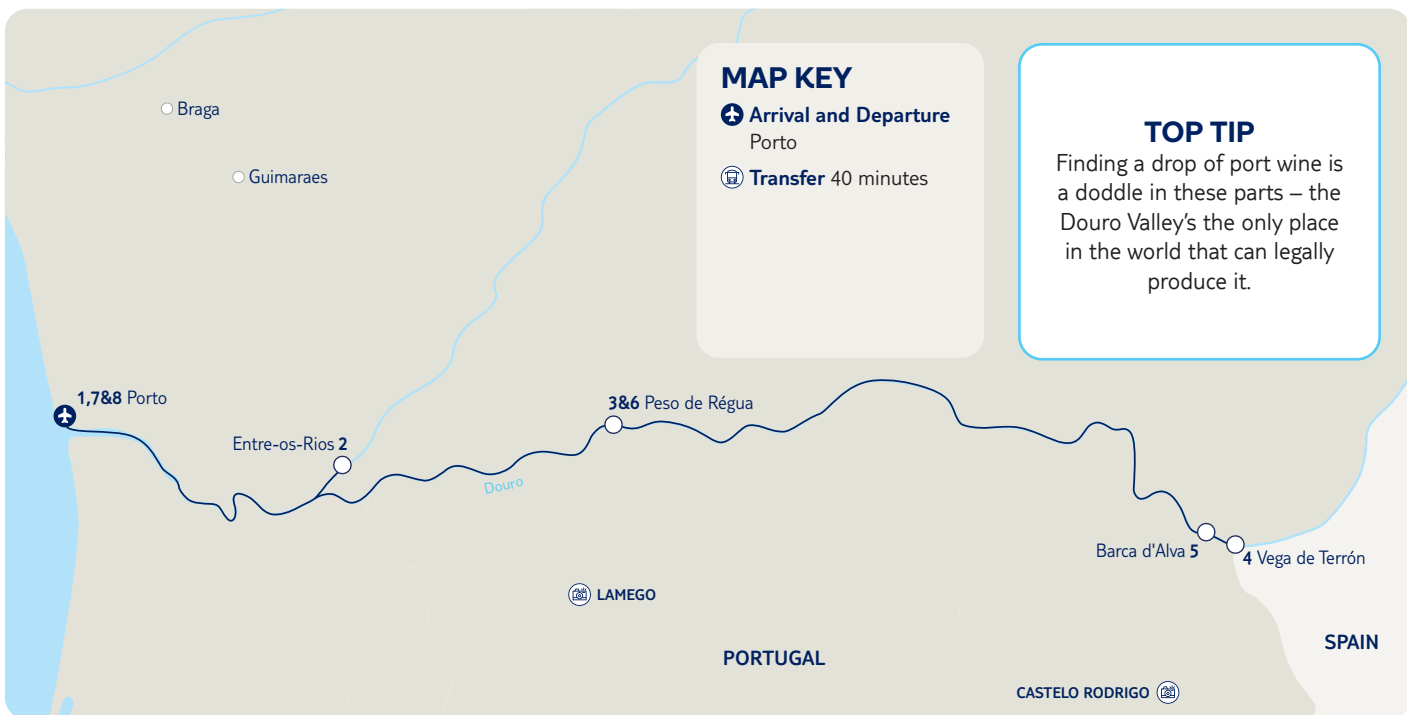 MAP KEY
Arrival and Departure
Porto
Transfer 40 minutes
TOP TIP
Finding a drop of port wine is
a doddle in these parts – the
Douro Valley's the only place
in the world that can legally
produce it.
Braga
Guimaraes
1,7&8 Porto
Entre-os-Rios 2
3&6 Peso de Régua
Douro
Barca d'Alva 5
4 Vega de Terrón
LAMEGO
PORTUGAL
SPAIN
CASTELO RODRIGO